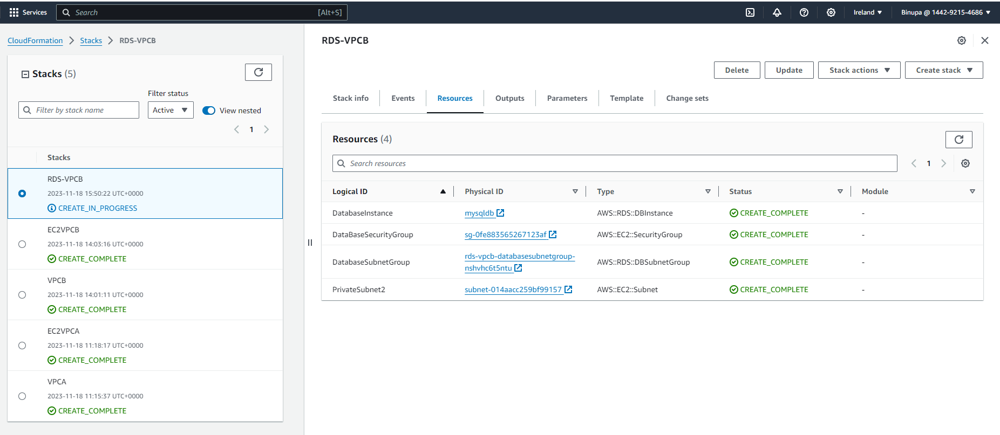 Services
Search [Alt+S]
Ireland ▼
Binupa @ 1442-9215-4686 ▼
CloudFormation > Stacks > RDS-VPCB
Stacks (5)
Filter status
Filter by stack name
Active ▼
View nested
< 1 >
Stacks
RDS-VPCB
2023-11-18 15:50:22 UTC+0000
CREATE_IN_PROGRESS
EC2VPCB
2023-11-18 14:03:16 UTC+0000
CREATE_COMPLETE
VPCB
2023-11-18 14:01:11 UTC+0000
CREATE_COMPLETE
EC2VPCA
2023-11-18 11:18:17 UTC+0000
CREATE_COMPLETE
VPCA
2023-11-18 11:15:37 UTC+0000
CREATE_COMPLETE
RDS-VPCB
Delete Update Stack actions ▼ Create stack ▼
Stack info Events Resources Outputs Parameters Template Change sets
Resources (4)
Search resources
< 1 >
Logical ID Physical ID Type Status Module
DatabaseInstance mysqldb AWS::RDS::DBInstance CREATE_COMPLETE -
DataBaseSecurityGroup sg-0fe883565267123af AWS::EC2::SecurityGroup CREATE_COMPLETE -
DatabaseSubnetGroup rds-vpcb-databasesubnetgroup- AWS::RDS::DBSubnetGroup CREATE_COMPLETE -
nshvhc6t5ntu
PrivateSubnet2 subnet-014aacc259bf99157 AWS::EC2::Subnet CREATE_COMPLETE -